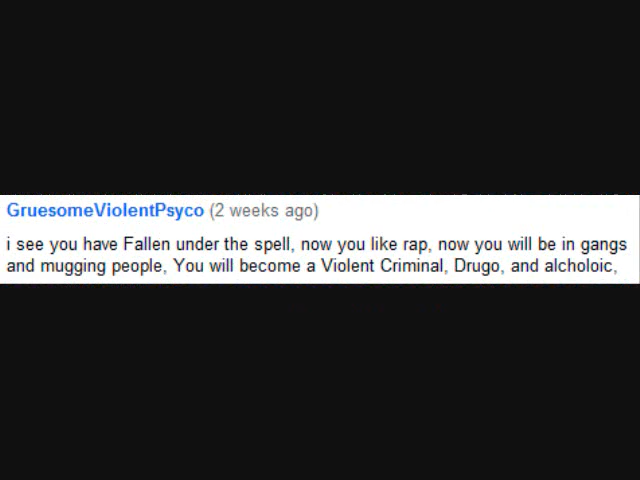 GruesomeViolentPsyco (2 weeks ago)
i see you have Fallen under the spell, now you like rap, now you will be in gangs
and mugging people, You will become a Violent Criminal, Drugo, and alcholoic,